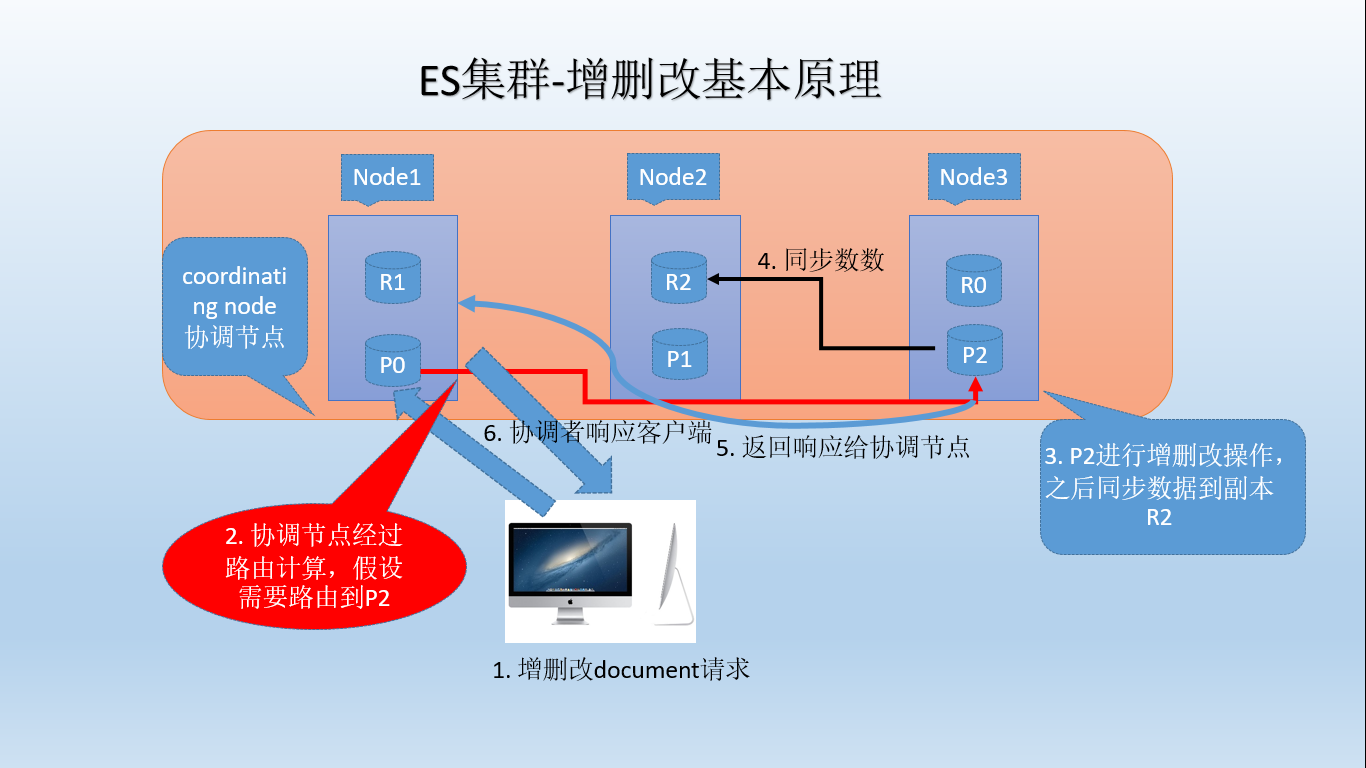 ES集群-增删改基本原理
Node1
Node2
Node3
coordinati
ng node
协调节点
R1
P0
R2
P1
R0
P2
4. 同步数数
6. 协调者响应客户端
5. 返回响应给协调节点
3. P2进行增删改操作，
之后同步数据到副本
R2
2. 协调节点经过
路由计算，假设
需要路由到P2
1. 增删改document请求